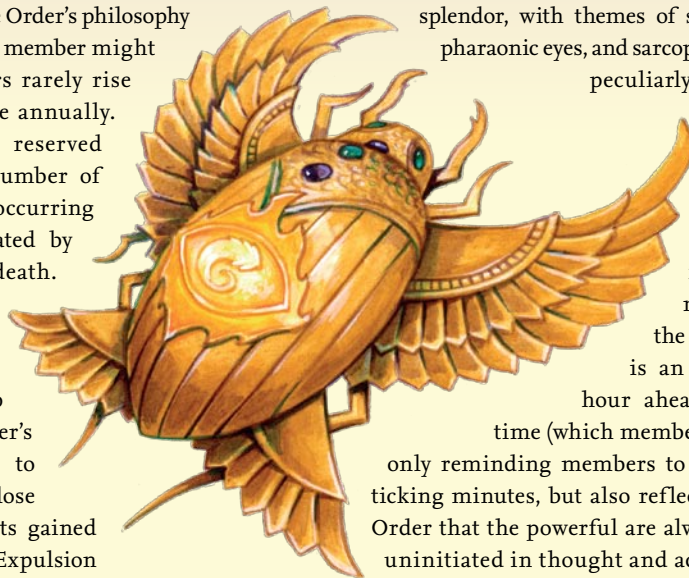 e Order's philosophy
member might
rs rarely rise
e annually.
reserved
umber of
occurring
ated by
death.
o
er's
to
lose
ts gained
Expulsion
splendor, with themes of s
pharaonic eyes, and sarcop
peculiarly
r
the
is an
hour ahea
time (which membe
only reminding members to
ticking minutes, but also reflec
Order that the powerful are alw
uninitiated in thought and ac